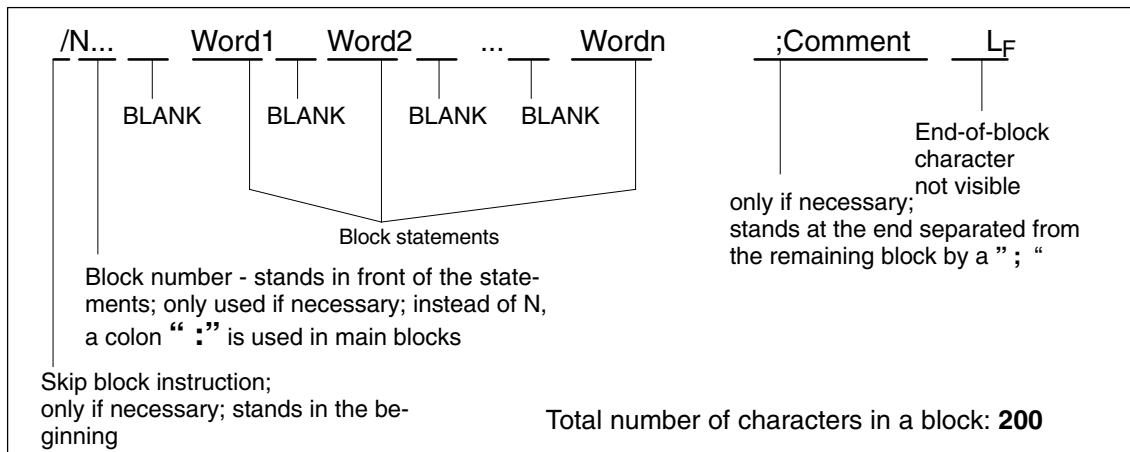 /N... Word1 Word2 ... Wordn ;Comment LF
BLANK BLANK BLANK BLANK
End-of-block
character
not visible
only if necessary;
stands at the end separated from
the remaining block by a ” ; “
Block statements
Block number - stands in front of the state-
ments; only used if necessary; instead of N,
a colon “ :” is used in main blocks
Skip block instruction;
only if necessary; stands in the be-
ginning
Total number of characters in a block: 200